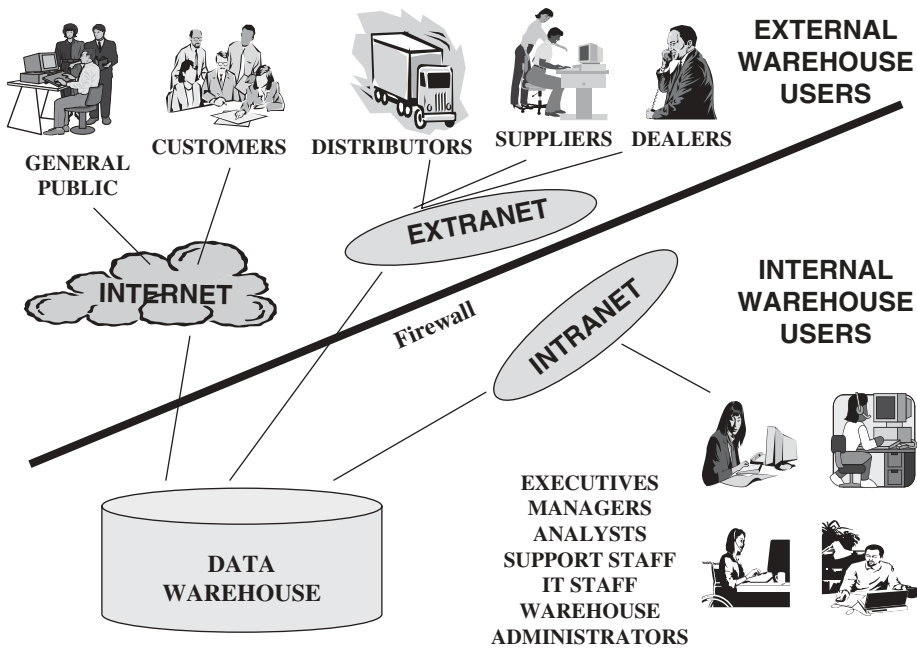 EXTERNAL
WAREHOUSE
USERS
GENERAL
PUBLIC
CUSTOMERS
DISTRIBUTORS
SUPPLIERS
DEALERS
EXTRANET
INTERNET
Firewall
INTRANET
INTERNAL
WAREHOUSE
USERS
DATA
WAREHOUSE
EXECUTIVES
MANAGERS
ANALYSTS
SUPPORT STAFF
IT STAFF
WAREHOUSE
ADMINISTRATORS